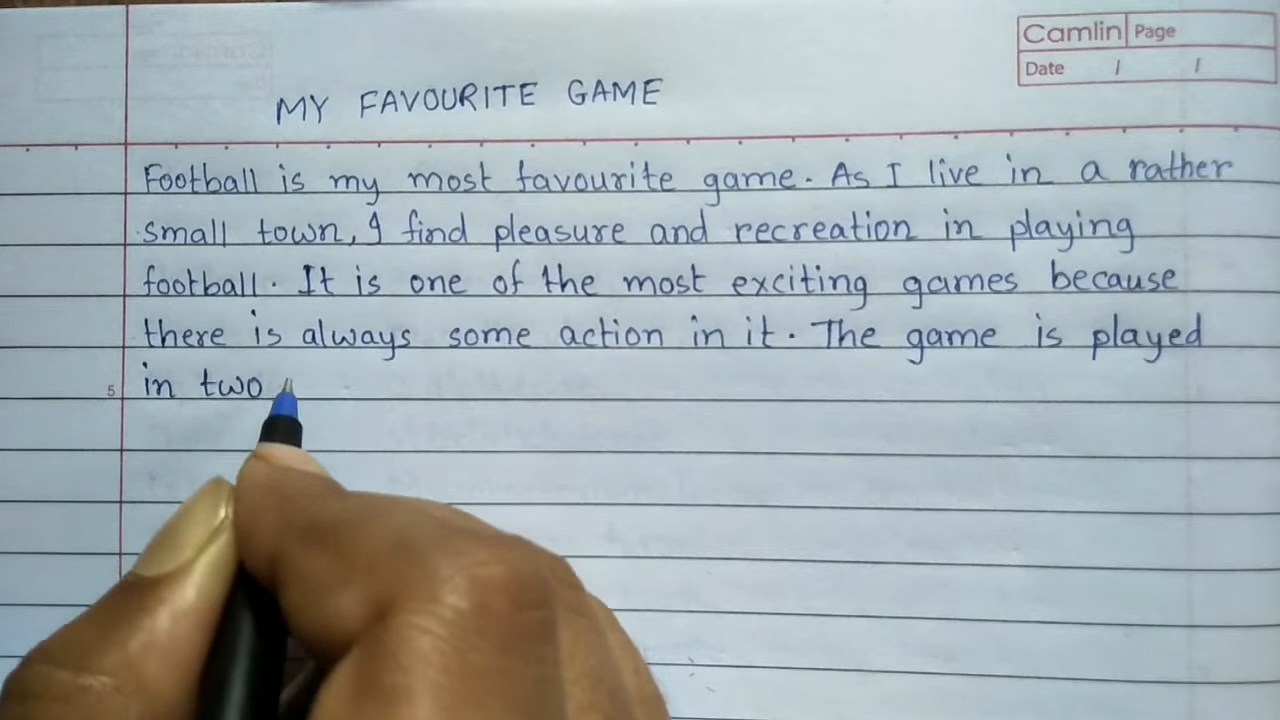 Camlin Page
Date / /
MY FAVOURITE GAME
Football is my most favourite game. As I live in a rather
small town, I find pleasure and recreation in playing
football. It is one of the most exciting games because
there is always some action in it. The game is played
5 in two